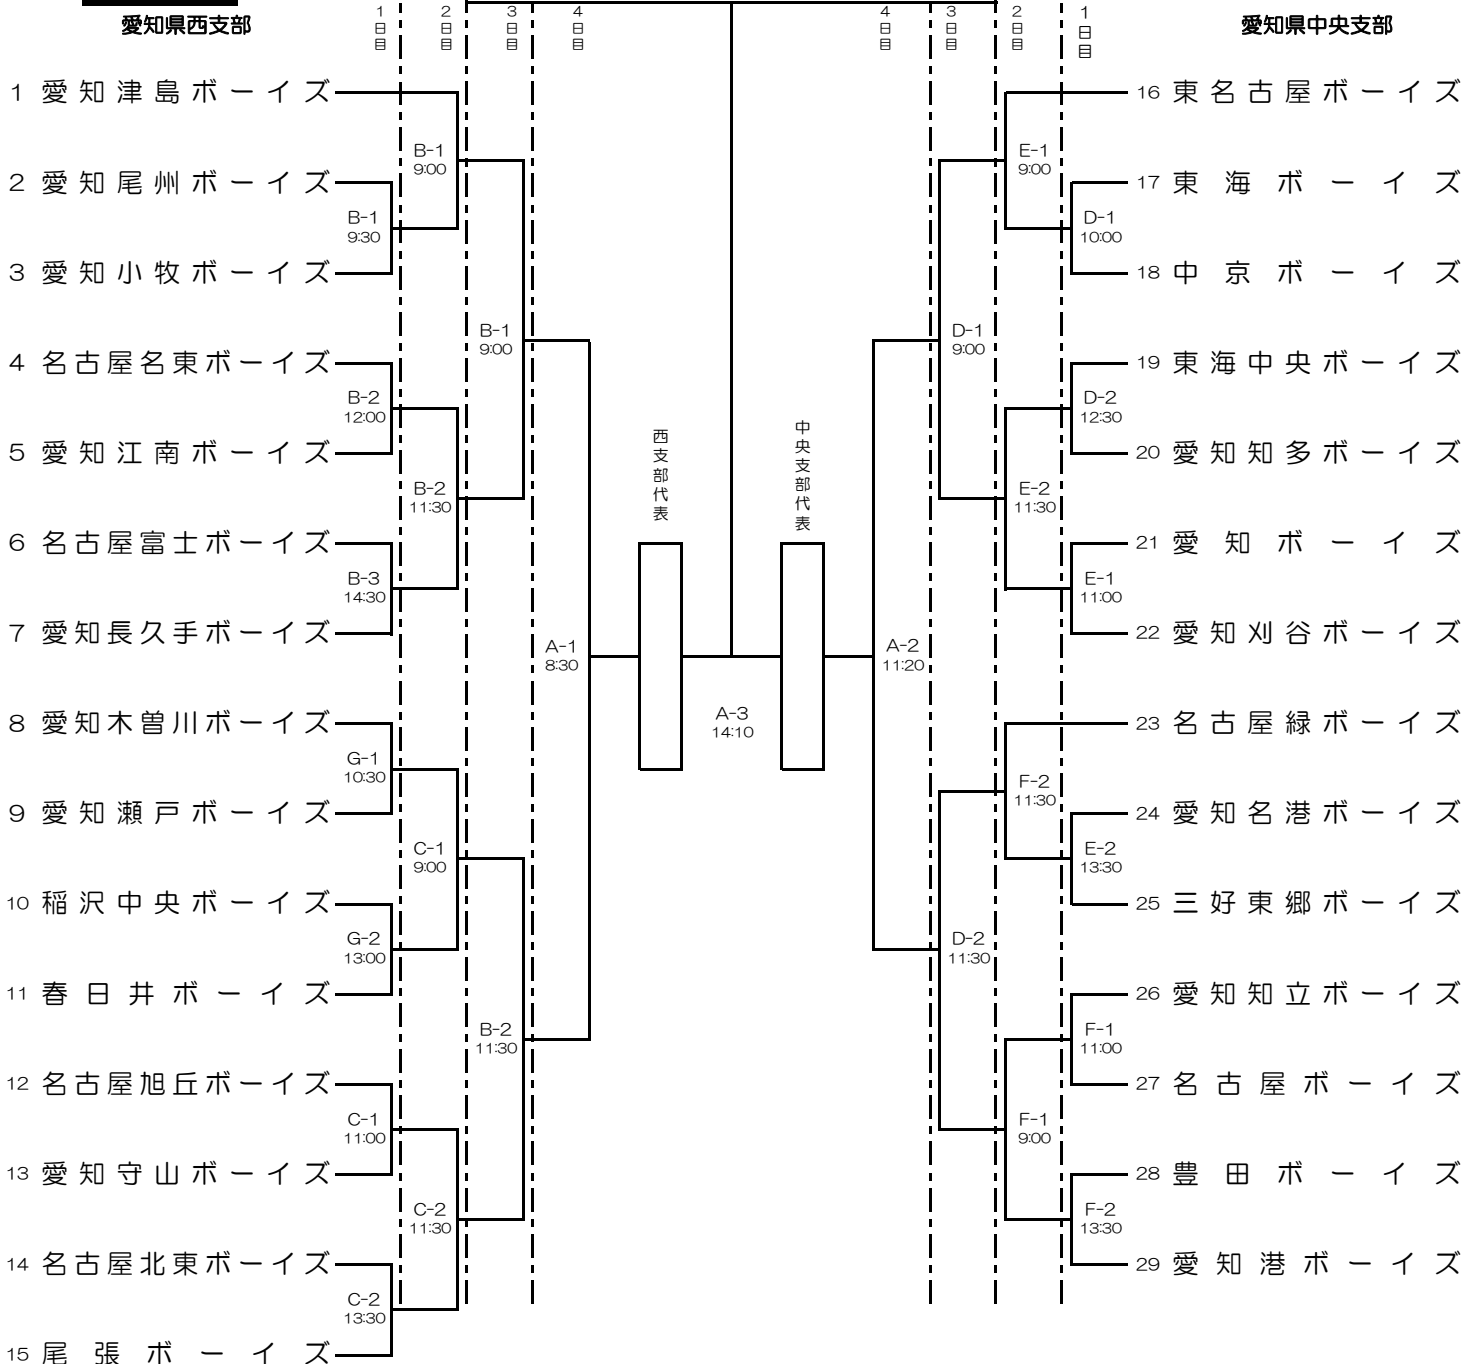 愛知県西支部
1日目
2日目
3日目
4日目
4日目
3日目
2日目
1日目
愛知県中央支部
1 愛知津島ボーイズ
2 愛知尾州ボーイズ
3 愛知小牧ボーイズ
4 名古屋名東ボーイズ
5 愛知江南ボーイズ
6 名古屋富士ボーイズ
7 愛知長久手ボーイズ
8 愛知木曽川ボーイズ
9 愛知瀬戸ボーイズ
10 稲沢中央ボーイズ
11 春日井ボーイズ
12 名古屋旭丘ボーイズ
13 愛知守山ボーイズ
14 名古屋北東ボーイズ
15 尾張ボーイズ
B-1
9:30
B-2
12:00
B-3
14:30
G-1
10:30
G-2
13:00
C-1
11:00
C-2
13:30
B-1
9:00
B-2
11:30
C-1
9:00
C-2
11:30
B-1
9:00
B-2
11:30
A-1
8:30
西支部代表
A-3
14:10
中央支部代表
A-2
11:20
D-1
9:00
D-2
11:30
E-1
9:00
E-2
11:30
F-2
11:30
F-1
9:00
D-1
10:00
D-2
12:30
E-1
11:00
E-2
13:30
F-1
11:00
F-2
13:30
16 東名古屋ボーイズ
17 東海ボーイズ
18 中京ボーイズ
19 東海中央ボーイズ
20 愛知知多ボーイズ
21 愛知ボーイズ
22 愛知刈谷ボーイズ
23 名古屋緑ボーイズ
24 愛知名港ボーイズ
25 三好東郷ボーイズ
26 愛知知立ボーイズ
27 名古屋ボーイズ
28 豊田ボーイズ
29 愛知港ボーイズ